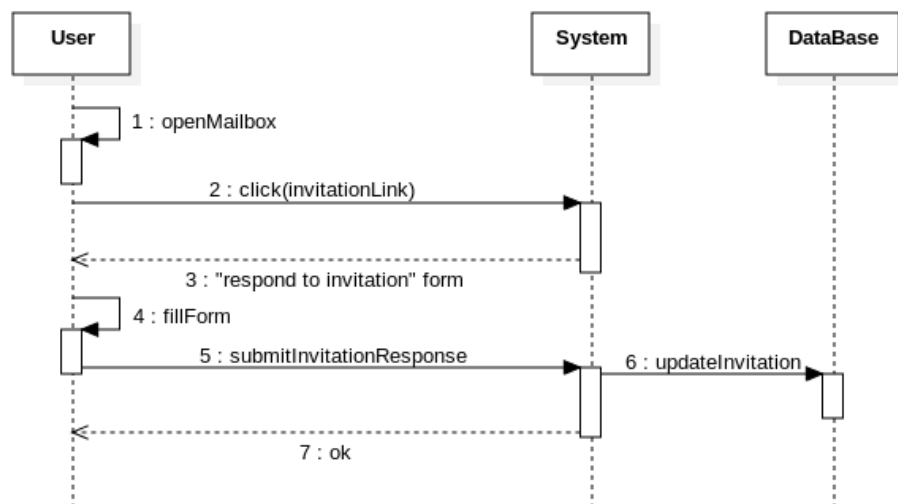 User
System
DataBase
1 : openMailbox
2 : click(invitationLink)
3 : "respond to invitation" form
4 : fillForm
5 : submitInvitationResponse
6 : updateInvitation
7 : ok